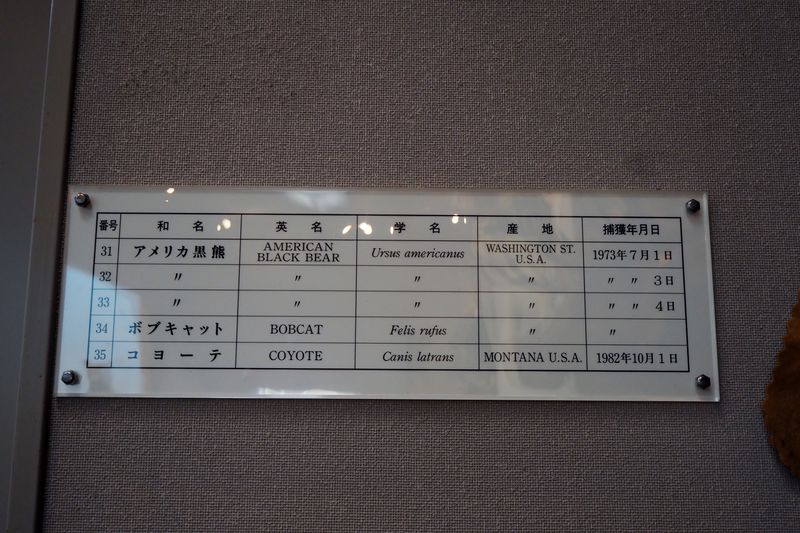 番号 和名 英名 学名 産地 捕獲年月日
31 アメリカ黒熊 AMERICAN BLACK BEAR Ursus americanus WASHINGTON ST. U.S.A. 1973年7月1日
32 〃 〃 〃 〃 〃 〃 3日
33 〃 〃 〃 〃 〃 〃 4日
34 ボブキャット BOBCAT Felis rufus 〃 〃
35 コヨーテ COYOTE Canis latrans MONTANA U.S.A. 1982年10月1日